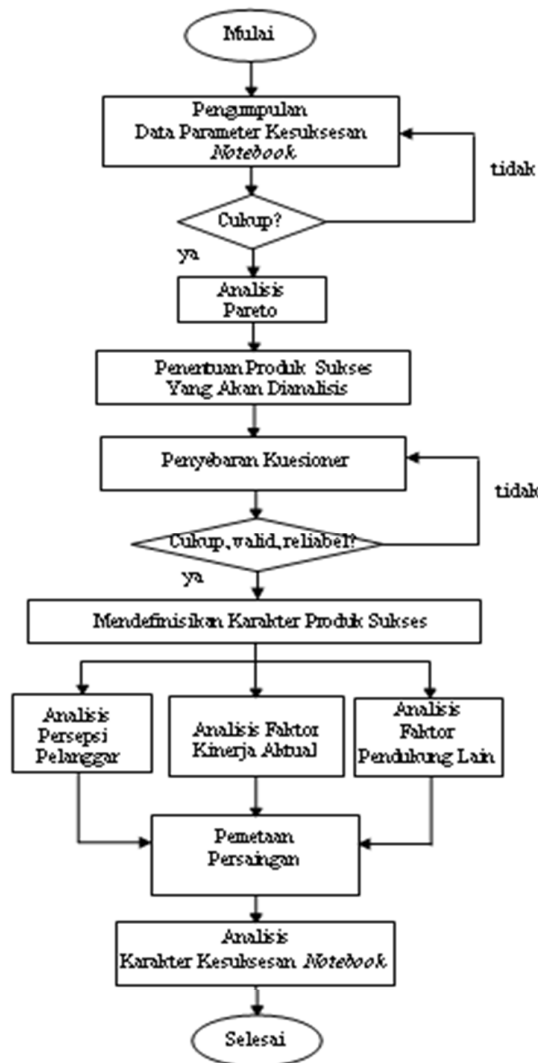 Mulai
Pengumpulan
Data Parameter Kesuksesan
Notebook
tidak
Cukup?
ya
Analisis
Pareto
Penentuan Produk Sukses
Yang Akan Dianalisis
Penyebaran Kuesioner
tidak
Cukup, valid, reliabel?
ya
Mendefinisikan Karakter Produk Sukses
Analisis
Persepsi
Pelanggar
Analisis Faktor
Kinerja Aktual
Analisis
Faktor
Pendukung Lain
Pemetaan
Persaingan
Analisis
Karakter Kesuksesan Notebook
Selesai